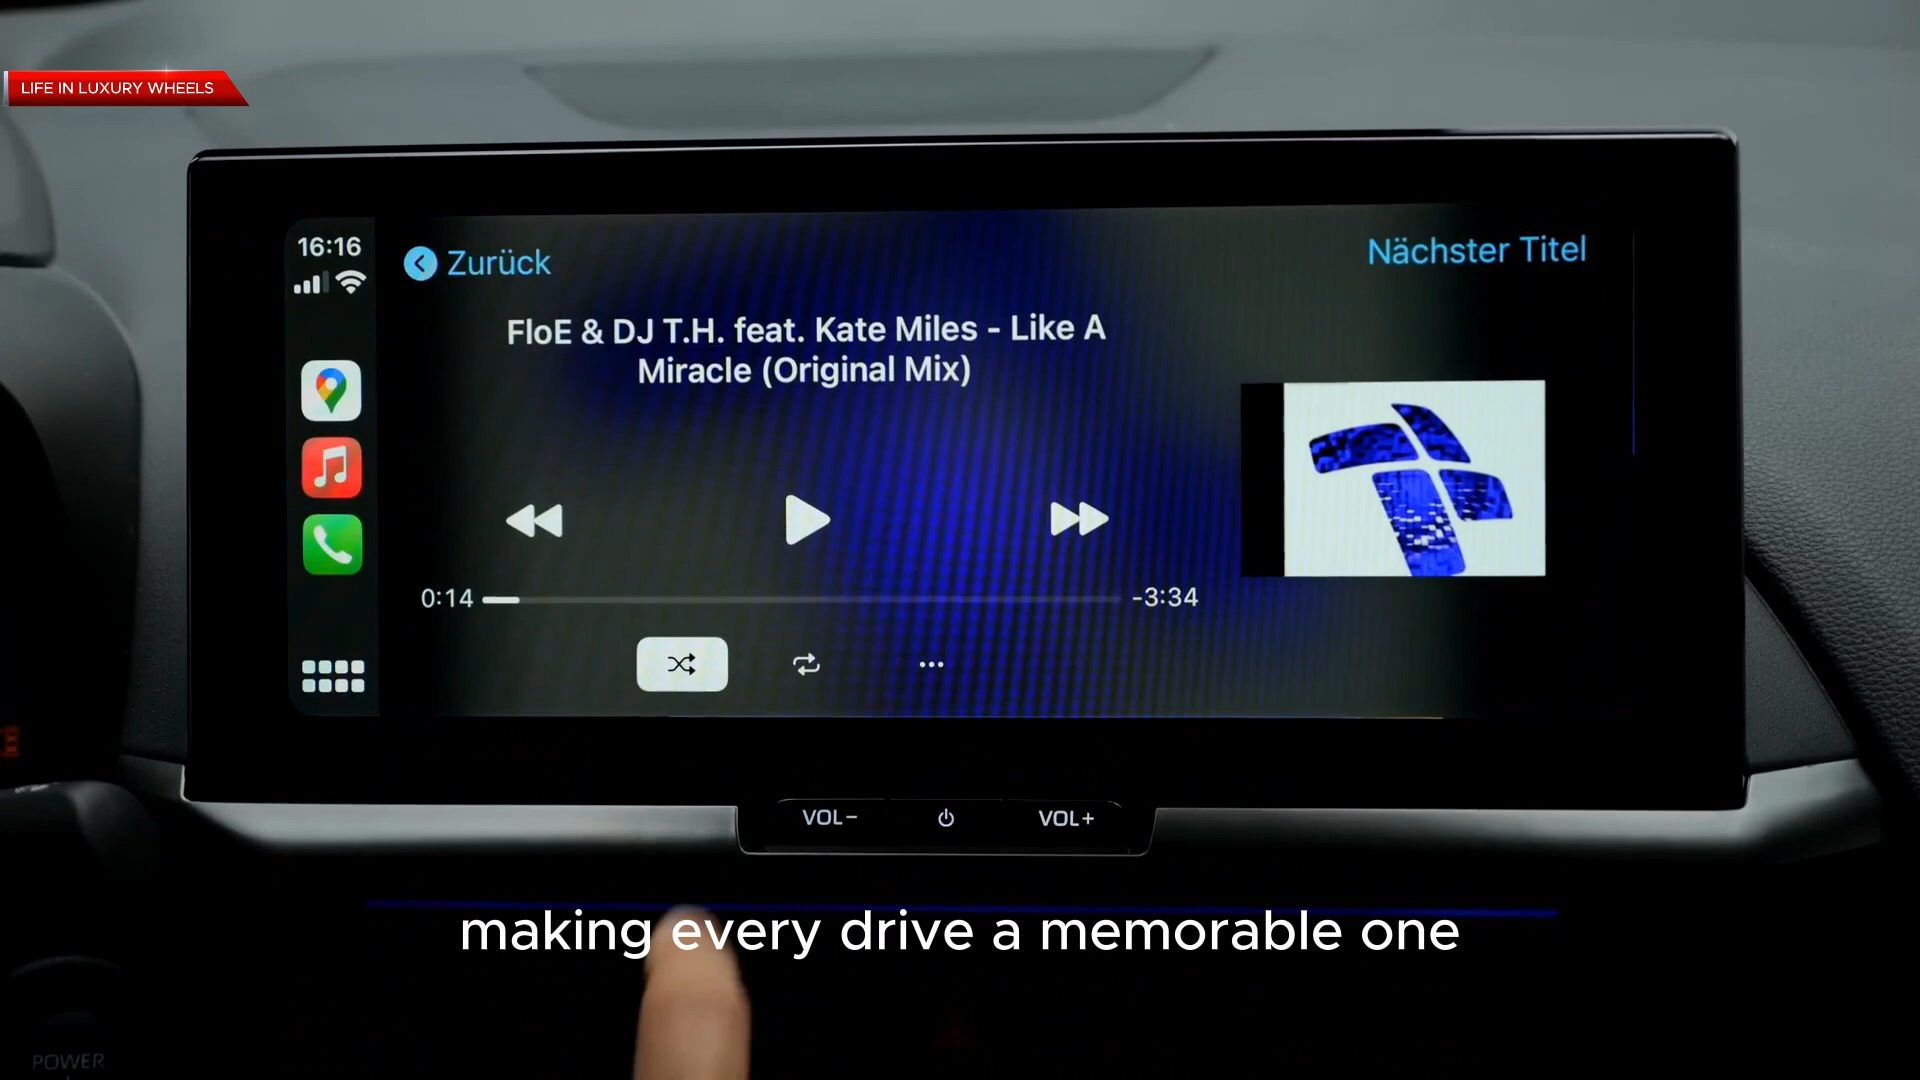 LIFE IN LUXURY WHEELS
16:16
Zurück
Nächster Titel
FloE & DJ T.H. feat. Kate Miles - Like A
Miracle (Original Mix)
0:14
-3:34
VOL-
VOL+
making every drive a memorable one
POWER